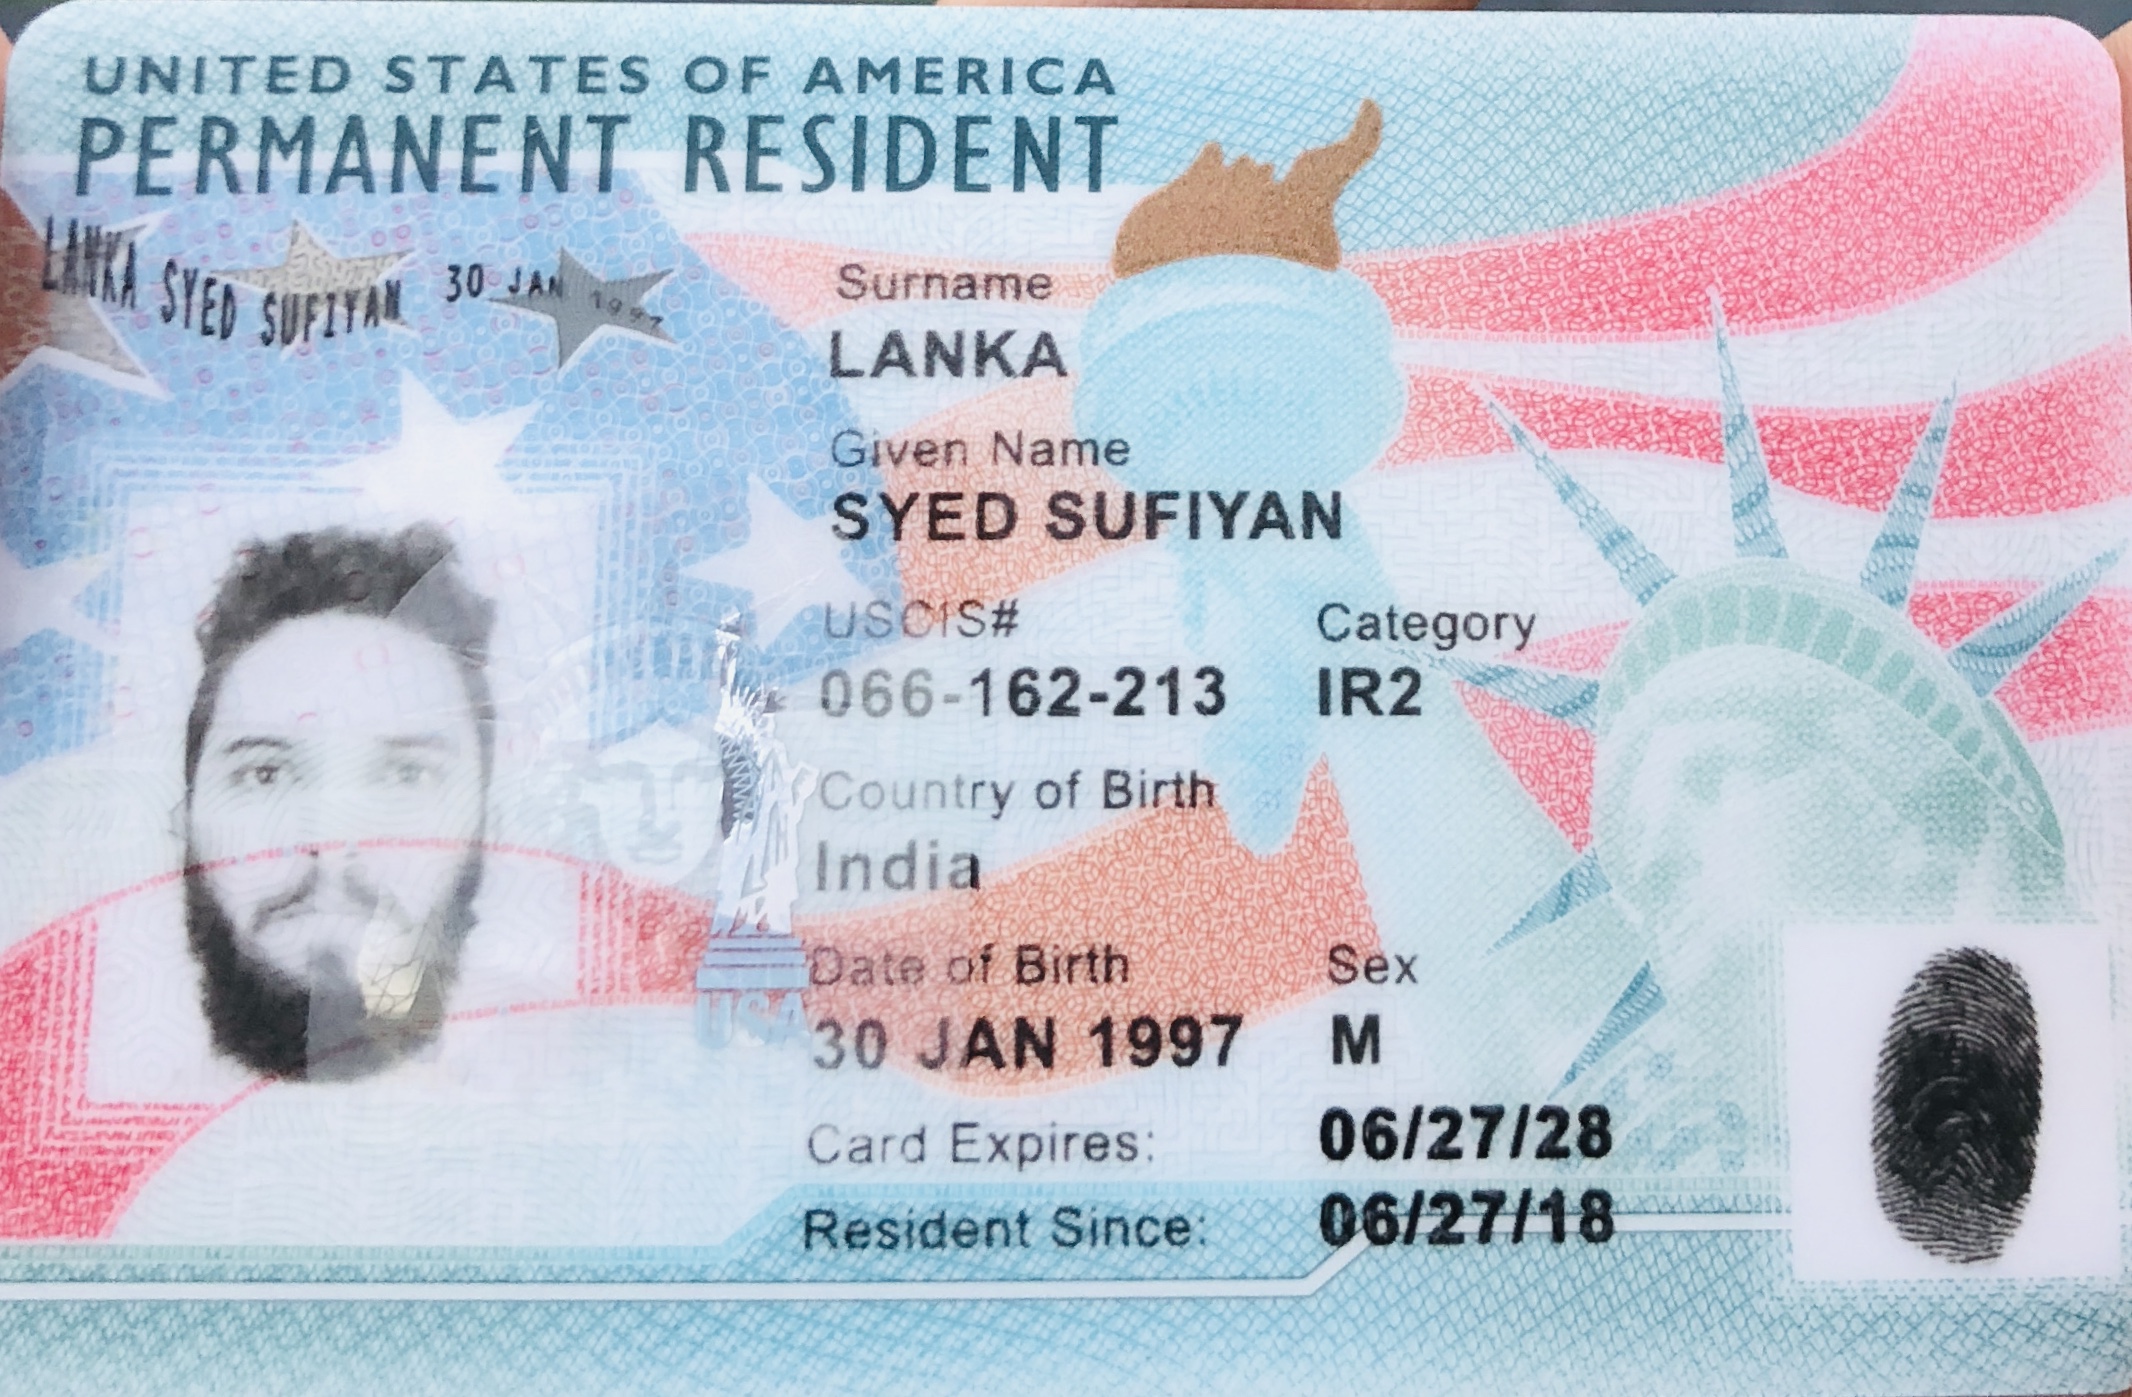 UNITED STATES OF AMERICA
PERMANENT RESIDENT
LANKA SYED SUFIYAN 30 JAN 1997
Surname
LANKA
Given Name
SYED SUFIYAN
USCIS# Category
066-162-213 IR2
Country of Birth
India
Date of Birth Sex
30 JAN 1997 M
Card Expires: 06/27/28
Resident Since: 06/27/18
USA